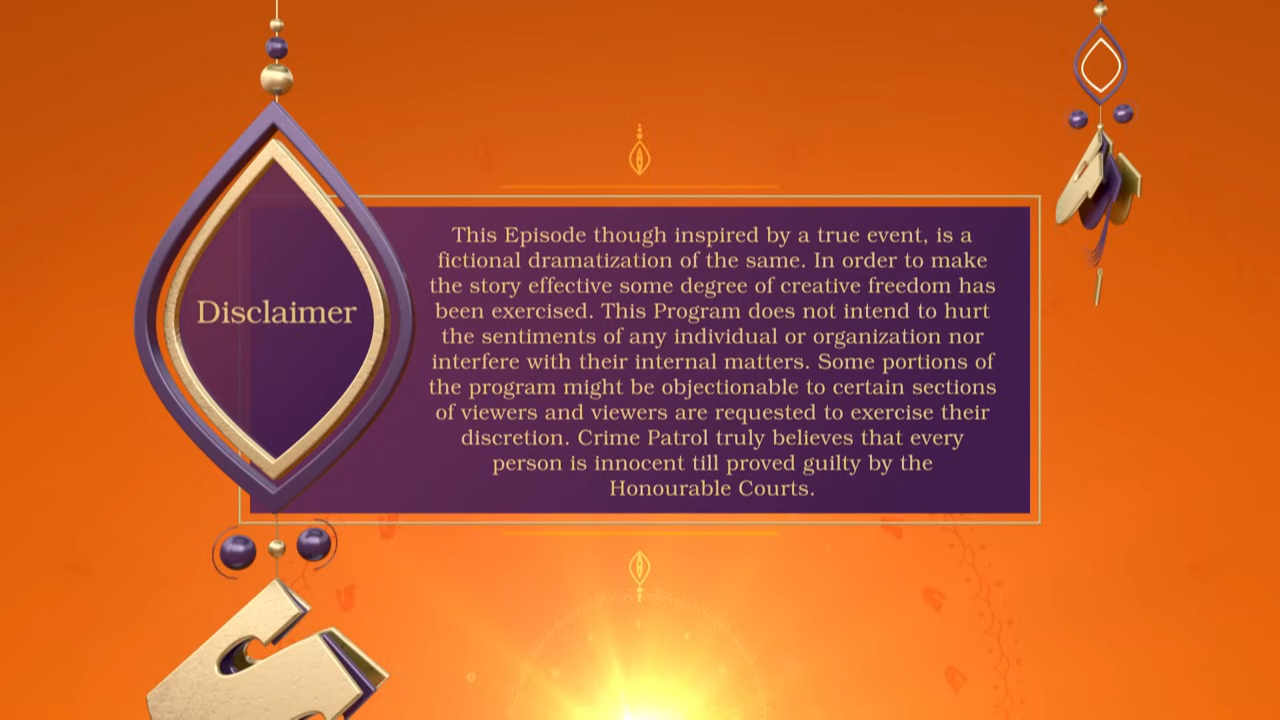 Disclaimer
This Episode though inspired by a true event, is a
fictional dramatization of the same. In order to make
the story effective some degree of creative freedom has
been exercised. This Program does not intend to hurt
the sentiments of any individual or organization nor
interfere with their internal matters. Some portions of
the program might be objectionable to certain sections
of viewers and viewers are requested to exercise their
discretion. Crime Patrol truly believes that every
person is innocent till proved guilty by the
Honourable Courts.